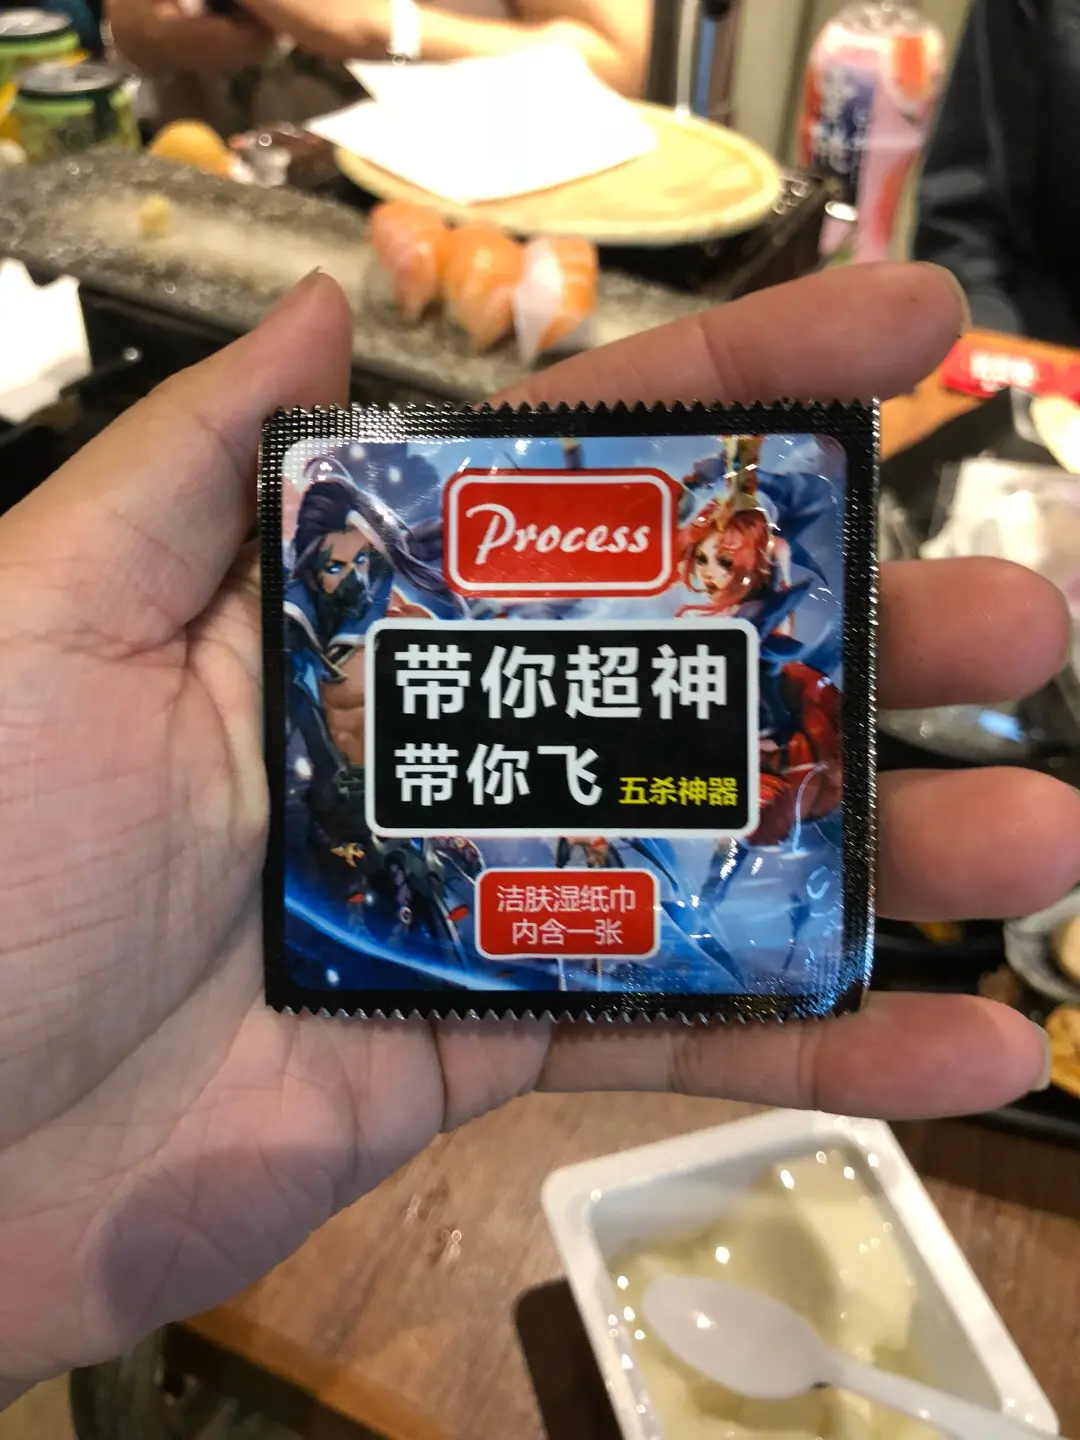 Process
带你超神
带你飞 五杀神器
洁肤湿纸巾
内含一张